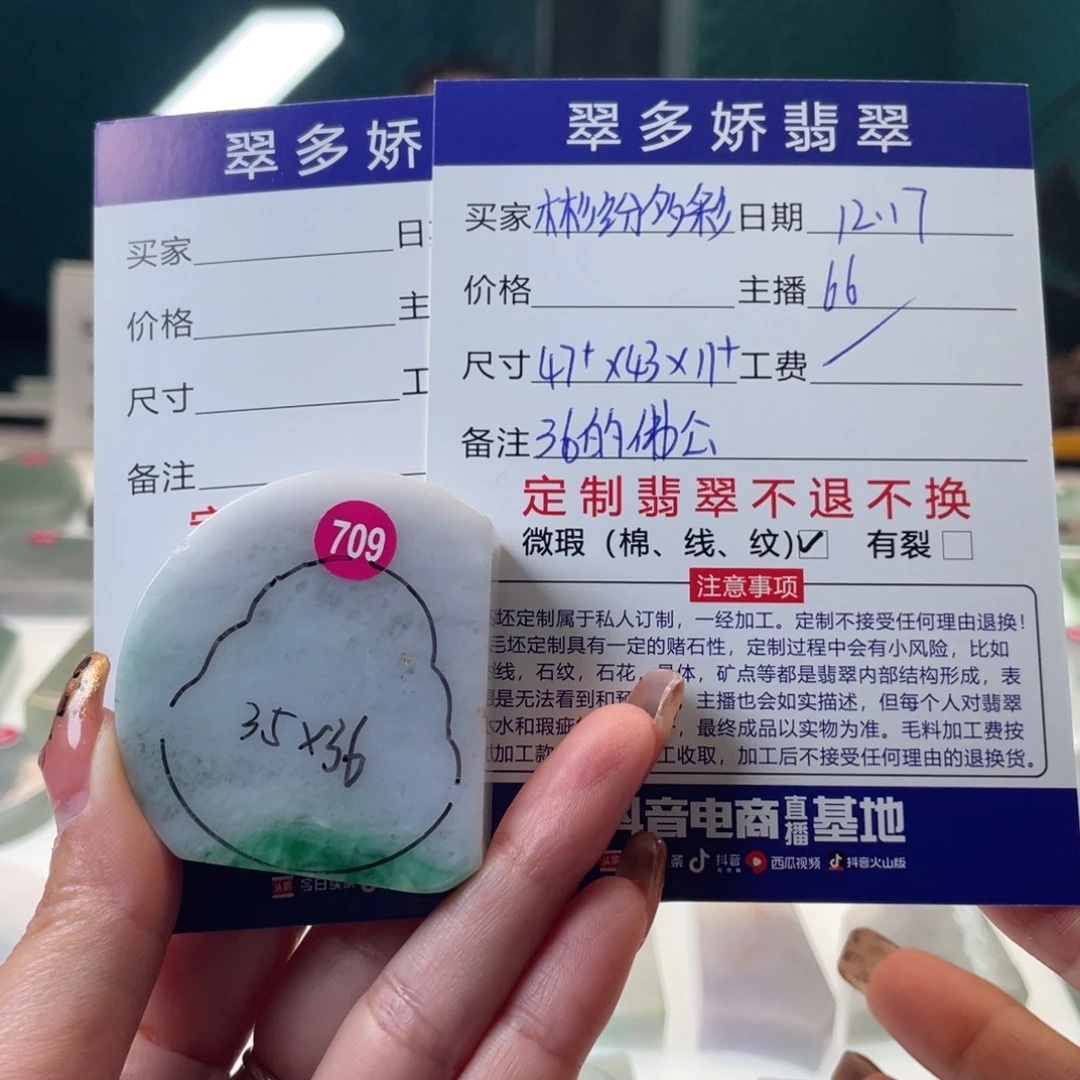 翠多娇
买家 日
价格 主
尺寸 工
备注
709
35×36
今日头条
翠多娇翡翠
买家 彬纷多彩 日期 12.17
价格 主播 66
尺寸 47⁺×43×11⁺ 工费
备注 36的佛公
定制翡翠不退不换
微瑕（棉、线、纹）✓ 有裂
注意事项
坯定制属于私人订制，一经加工。定制不接受任何理由退换！
毛坯定制具有一定的赌石性，定制过程中会有小风险，比如
线，石纹，石花，晶体，矿点等都是翡翠内部结构形成，表
是无法看到和预 主播也会如实描述，但每个人对翡翠
水和瑕疵 ，最终成品以实物为准。毛料加工费按
加工款 工收取，加工后不接受任何理由的退换货。
抖音电商直播基地
条 抖音 西瓜视频 抖音火山版